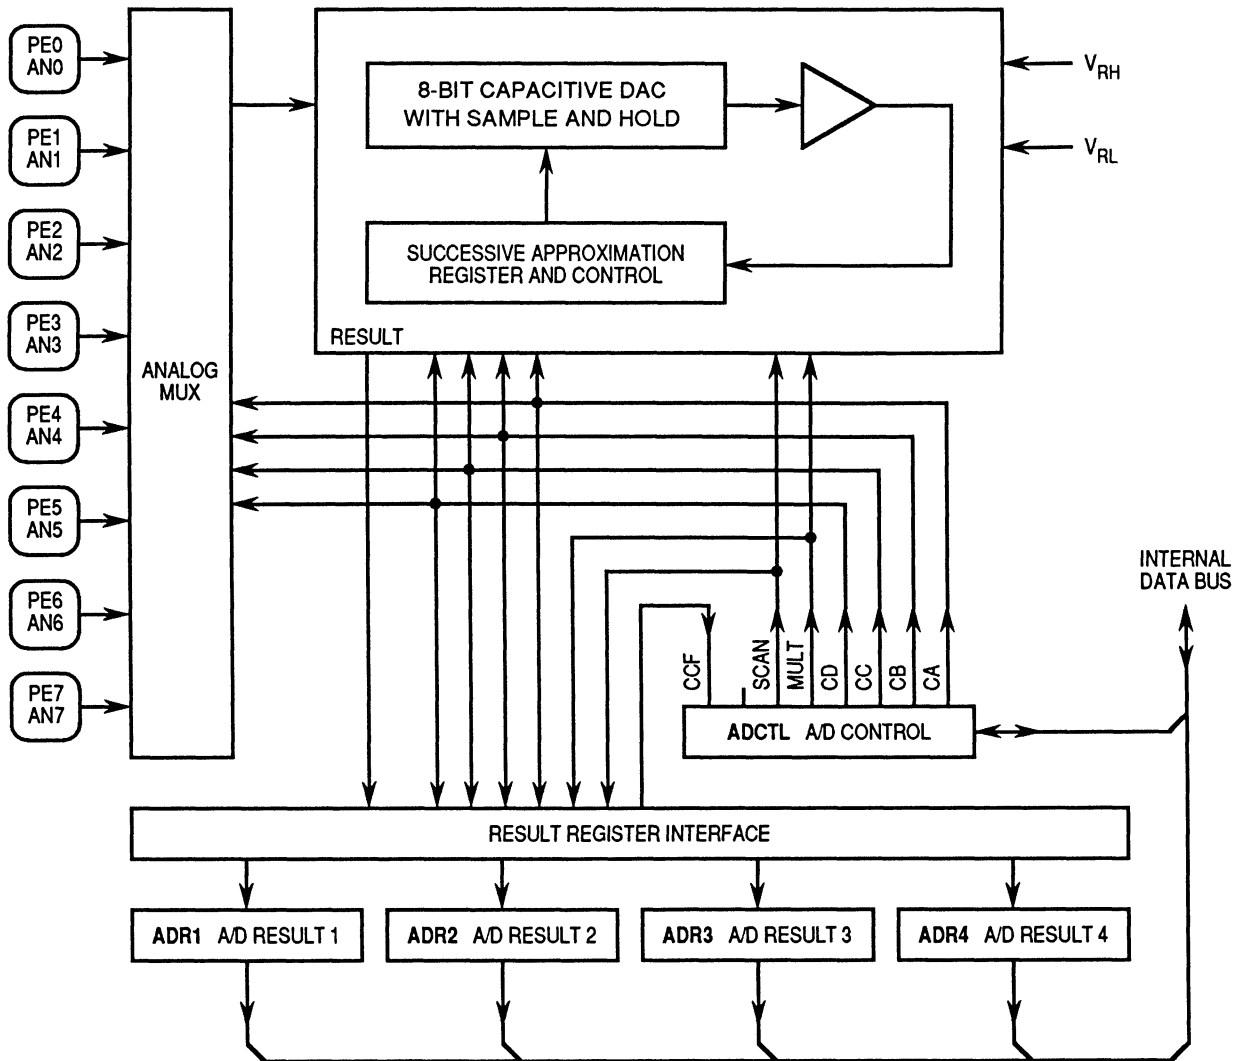 PE0
AN0
PE1
AN1
PE2
AN2
PE3
AN3
PE4
AN4
PE5
AN5
PE6
AN6
PE7
AN7
ANALOG
MUX
8-BIT CAPACITIVE DAC
WITH SAMPLE AND HOLD
SUCCESSIVE APPROXIMATION
REGISTER AND CONTROL
RESULT
VRH
VRL
INTERNAL
DATA BUS
CCF
SCAN
MULT
CD
CC
CB
CA
ADCTL A/D CONTROL
RESULT REGISTER INTERFACE
ADR1 A/D RESULT 1
ADR2 A/D RESULT 2
ADR3 A/D RESULT 3
ADR4 A/D RESULT 4